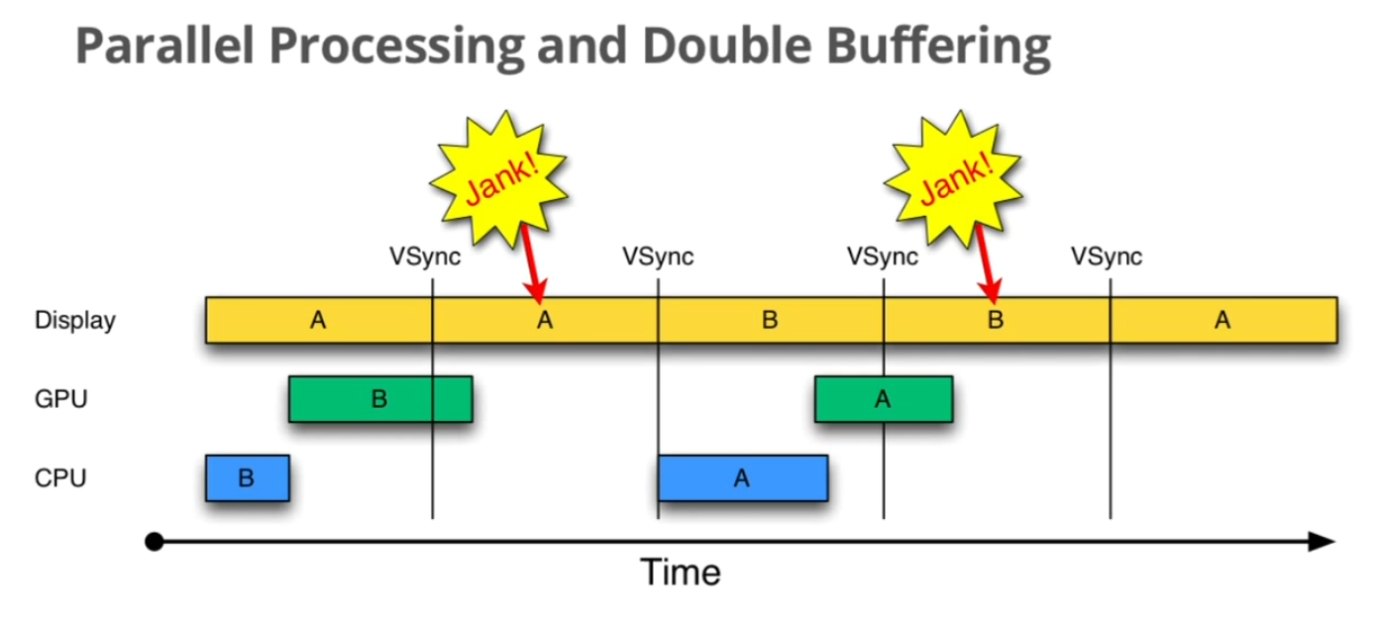 Parallel Processing and Double Buffering
Jank!
Jank!
VSync
VSync
VSync
VSync
Display
A
A
B
B
A
GPU
B
A
CPU
B
A
Time